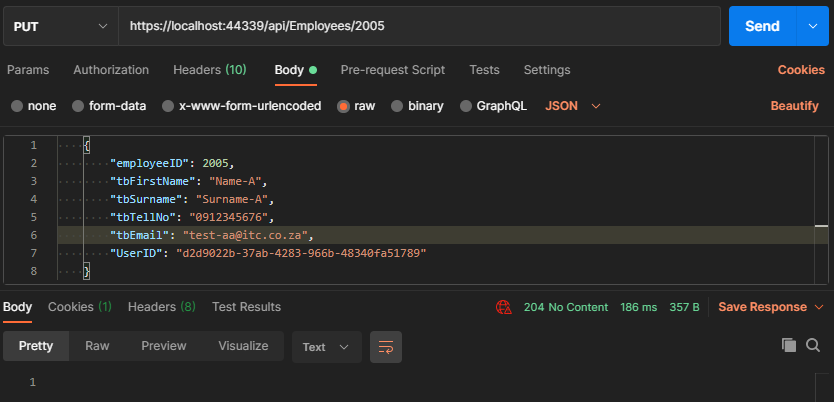 PUT https://localhost:44339/api/Employees/2005 Send
Params Authorization Headers (10) Body Pre-request Script Tests Settings Cookies
none form-data x-www-form-urlencoded raw binary GraphQL JSON Beautify
1 {
2 "employeeID": 2005,
3 "tbFirstName": "Name-A",
4 "tbSurname": "Surname-A",
5 "tbTellNo": "0912345676",
6 "tbEmail": "test-aa@itc.co.za",
7 "UserID": "d2d9022b-37ab-4283-966b-48340fa51789"
8 }
Body Cookies (1) Headers (8) Test Results 204 No Content 186 ms 357 B Save Response
Pretty Raw Preview Visualize Text
1